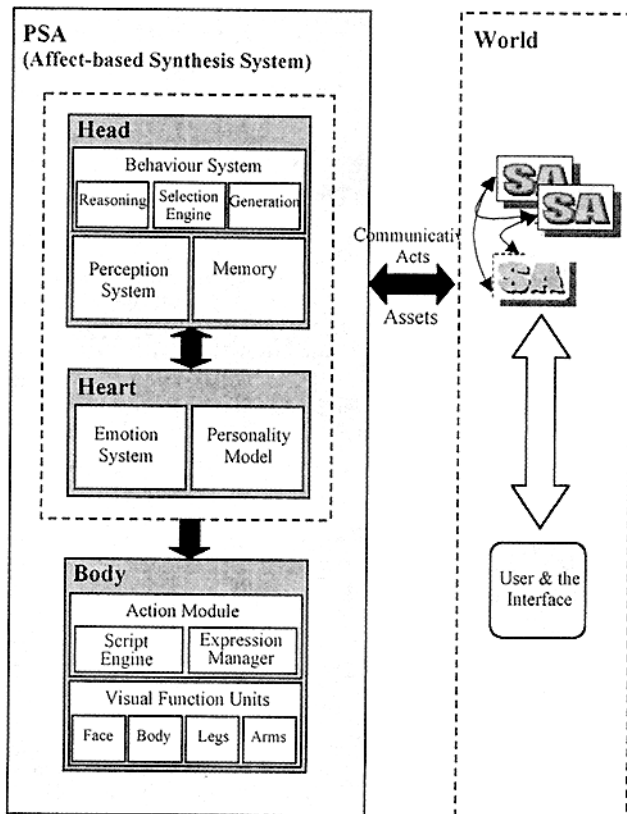 PSA
(Affect-based Synthesis System)
Head
Behaviour System
Reasoning
Selection
Engine
Generation
Perception
System
Memory
Heart
Emotion
System
Personality
Model
Body
Action Module
Script
Engine
Expression
Manager
Visual Function Units
Face
Body
Legs
Arms
Communicativ
Acts
Assets
World
SA
SA
SA
User & the
Interface